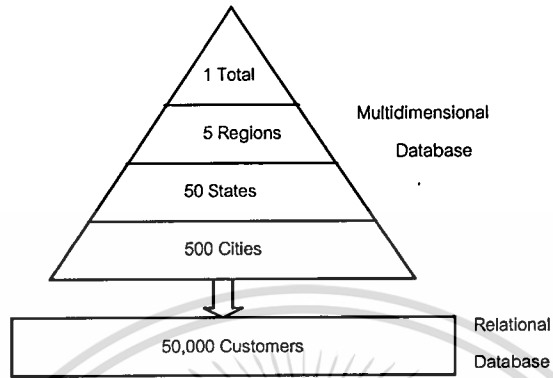 1 Total
5 Regions
Multidimensional
Database
50 States
500 Cities
50,000 Customers
Relational
Database